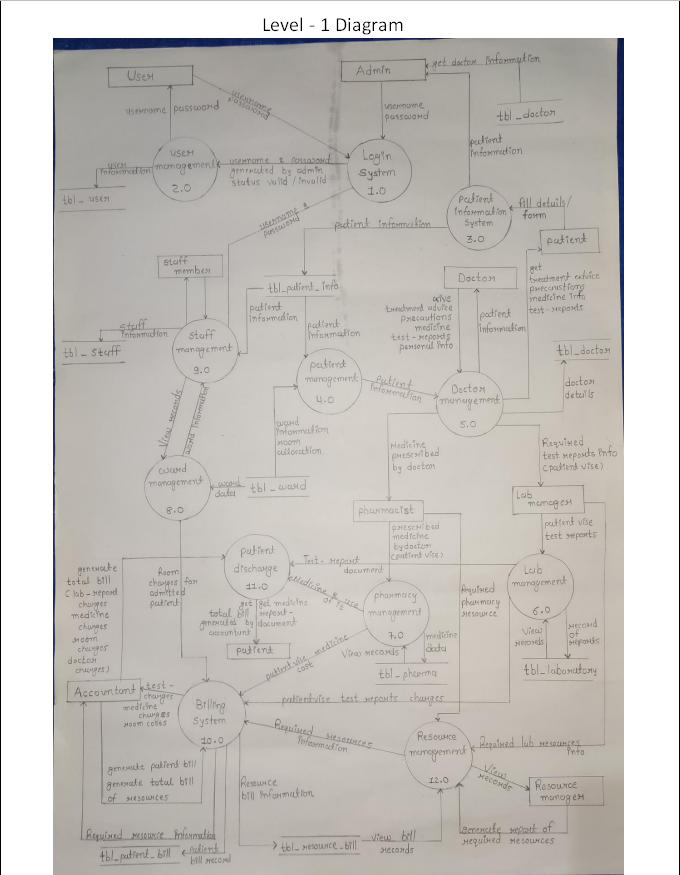 Level - 1 Diagram
User
Admin
get doctor information
tbl_doctor
username password
username
password
username
password
patient
information
user
management
2.0
user
information
tbl_user
username & password
generated by admin
status valid/invalid
Login
System
1.0
username &
password
patient information
Patient
Information
System
3.0
fill details/
form
patient
Staff
member
tbl_patient_info
Doctor
get
treatment advice
precautions
medicine info
test-reports
give
treatment advice
precautions
medicine
test-reports
personal info
patient
information
tbl_doctor
doctor
details
Staff
information
tbl_Staff
Staff
management
9.0
patient
information
patient
information
patient
management
4.0
Patient
information
Doctor
management
5.0
View records
ward information
ward
information
room
allocation
Medicine
prescribed
by doctor
Required
test reports info
(patient vise)
ward
management
8.0
ward
data
tbl_ward
pharmacist
Lab
manager
patient vise
test reports
prescribed
medicine
by doctor
(patient vise)
generate
total bill
(lab-report
charges
medicine
charges
room
charges
doctor
charges)
Room
charges for
admitted
patient
patient
discharge
11.0
Test-report
document
Medicine & use
of it
pharmacy
management
7.0
Required
pharmacy
resource
Lab
management
6.0
get
total bill
generated by
accountant
get medicine
report-
document
patient
patient vise medicine
cost
View records
medicine
data
tbl_pharma
View
records
record
of
reports
tbl_laboratory
Accountant
test-
charges
medicine
charges
room costs
Billing
System
10.0
patientvise test reports charges
Required resources
information
Resource
management
12.0
Required lab resources
info
View
records
Resource
manager
generate patient bill
generate total bill
of resources
Resource
bill information
Required resource information
tbl_patient_bill
patient
bill record
tbl_resource_bill
view bill
records
generate report of
required resources